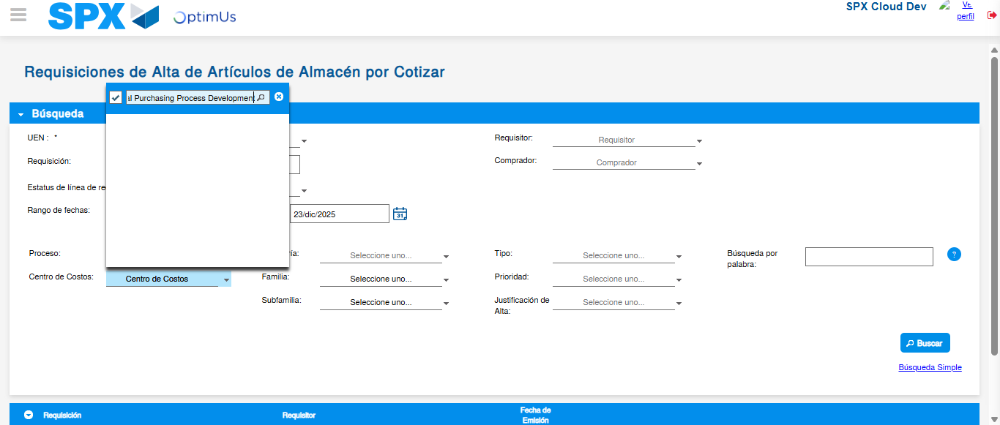 SPX
OptimUs
SPX Cloud Dev
Ve
perfil
Requisiciones de Alta de Artículos de Almacén por Cotizar
al Purchasing Process Development
Búsqueda
UEN : *
Requisitor:
Requisitor
Requisición:
Comprador:
Comprador
Estatus de línea de re
Rango de fechas:
23/dic/2025
31
Proceso:
ía:
Seleccione uno...
Tipo:
Seleccione uno...
Búsqueda por
palabra:
?
Centro de Costos:
Centro de Costos
Familia:
Seleccione uno...
Prioridad:
Seleccione uno...
Subfamilia:
Seleccione uno...
Justificación de
Alta:
Seleccione uno...
Buscar
Búsqueda Simple
Requisición
Requisitor
Fecha de
Emisión